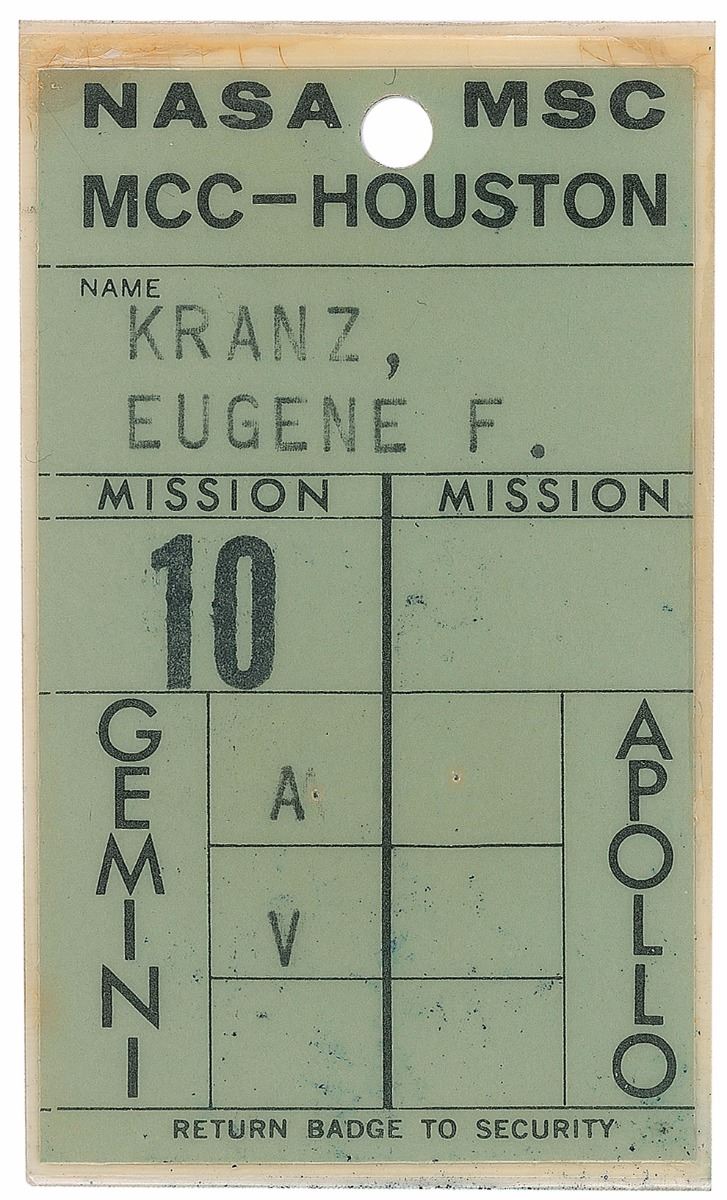 NASA MSC
MCC-HOUSTON
NAME
KRANZ,
EUGENE F.
MISSION MISSION
10
GEMINI
A
V
APOLLO
RETURN BADGE TO SECURITY